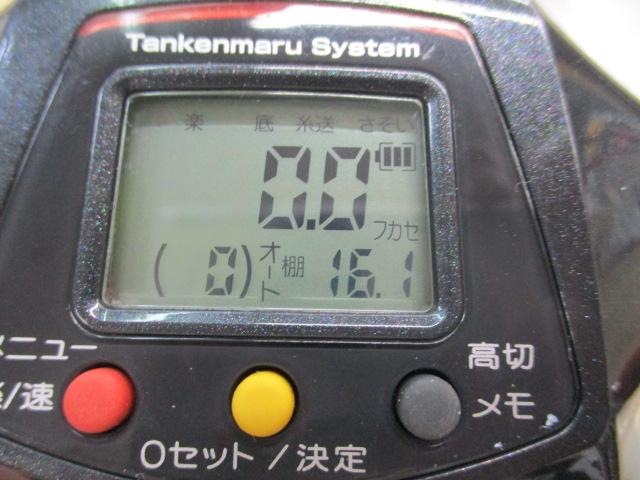 Tankenmaru System
楽 底 糸送 さそい
0.0
フカセ
(0) オート 棚 16.1
メニュー
/速
高切
メモ
0セット/決定